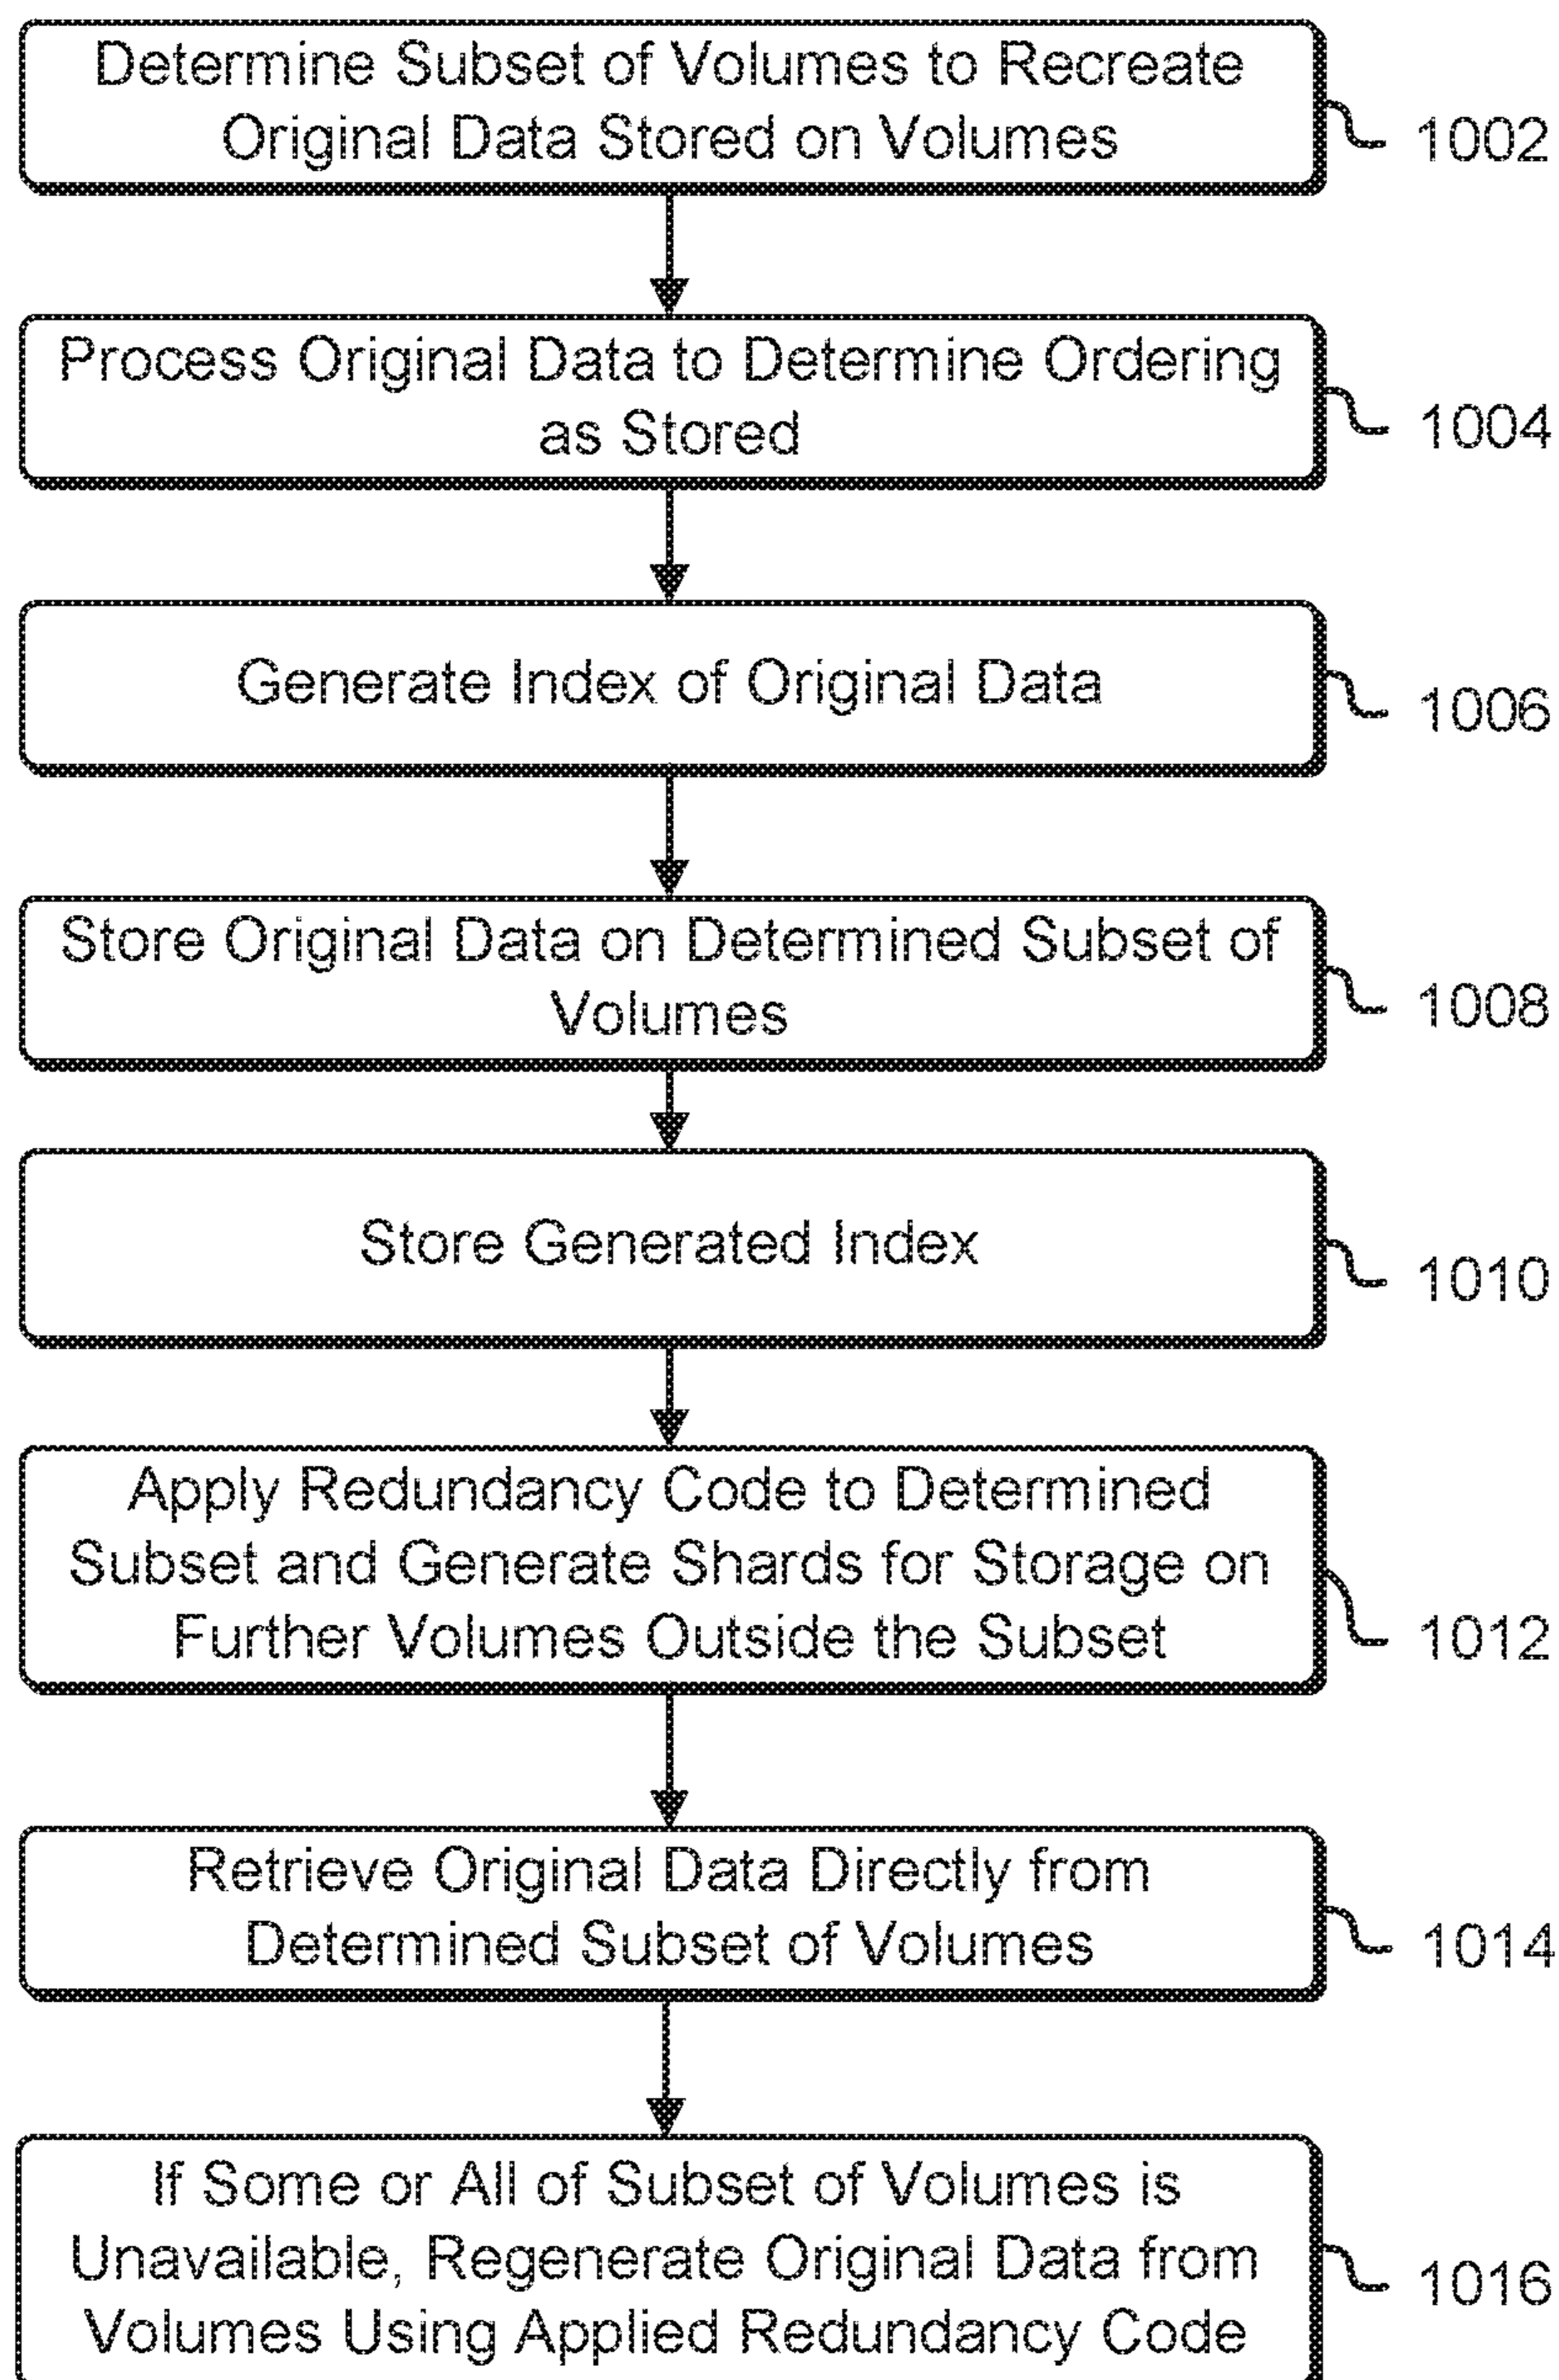 Determine Subset of Volumes to Recreate
Original Data Stored on Volumes
1002
Process Original Data to Determine Ordering
as Stored
1004
Generate Index of Original Data
1006
Store Original Data on Determined Subset of
Volumes
1008
Store Generated Index
1010
Apply Redundancy Code to Determined
Subset and Generate Shards for Storage on
Further Volumes Outside the Subset
1012
Retrieve Original Data Directly from
Determined Subset of Volumes
1014
If Some or All of Subset of Volumes is
Unavailable, Regenerate Original Data from
Volumes Using Applied Redundancy Code
1016